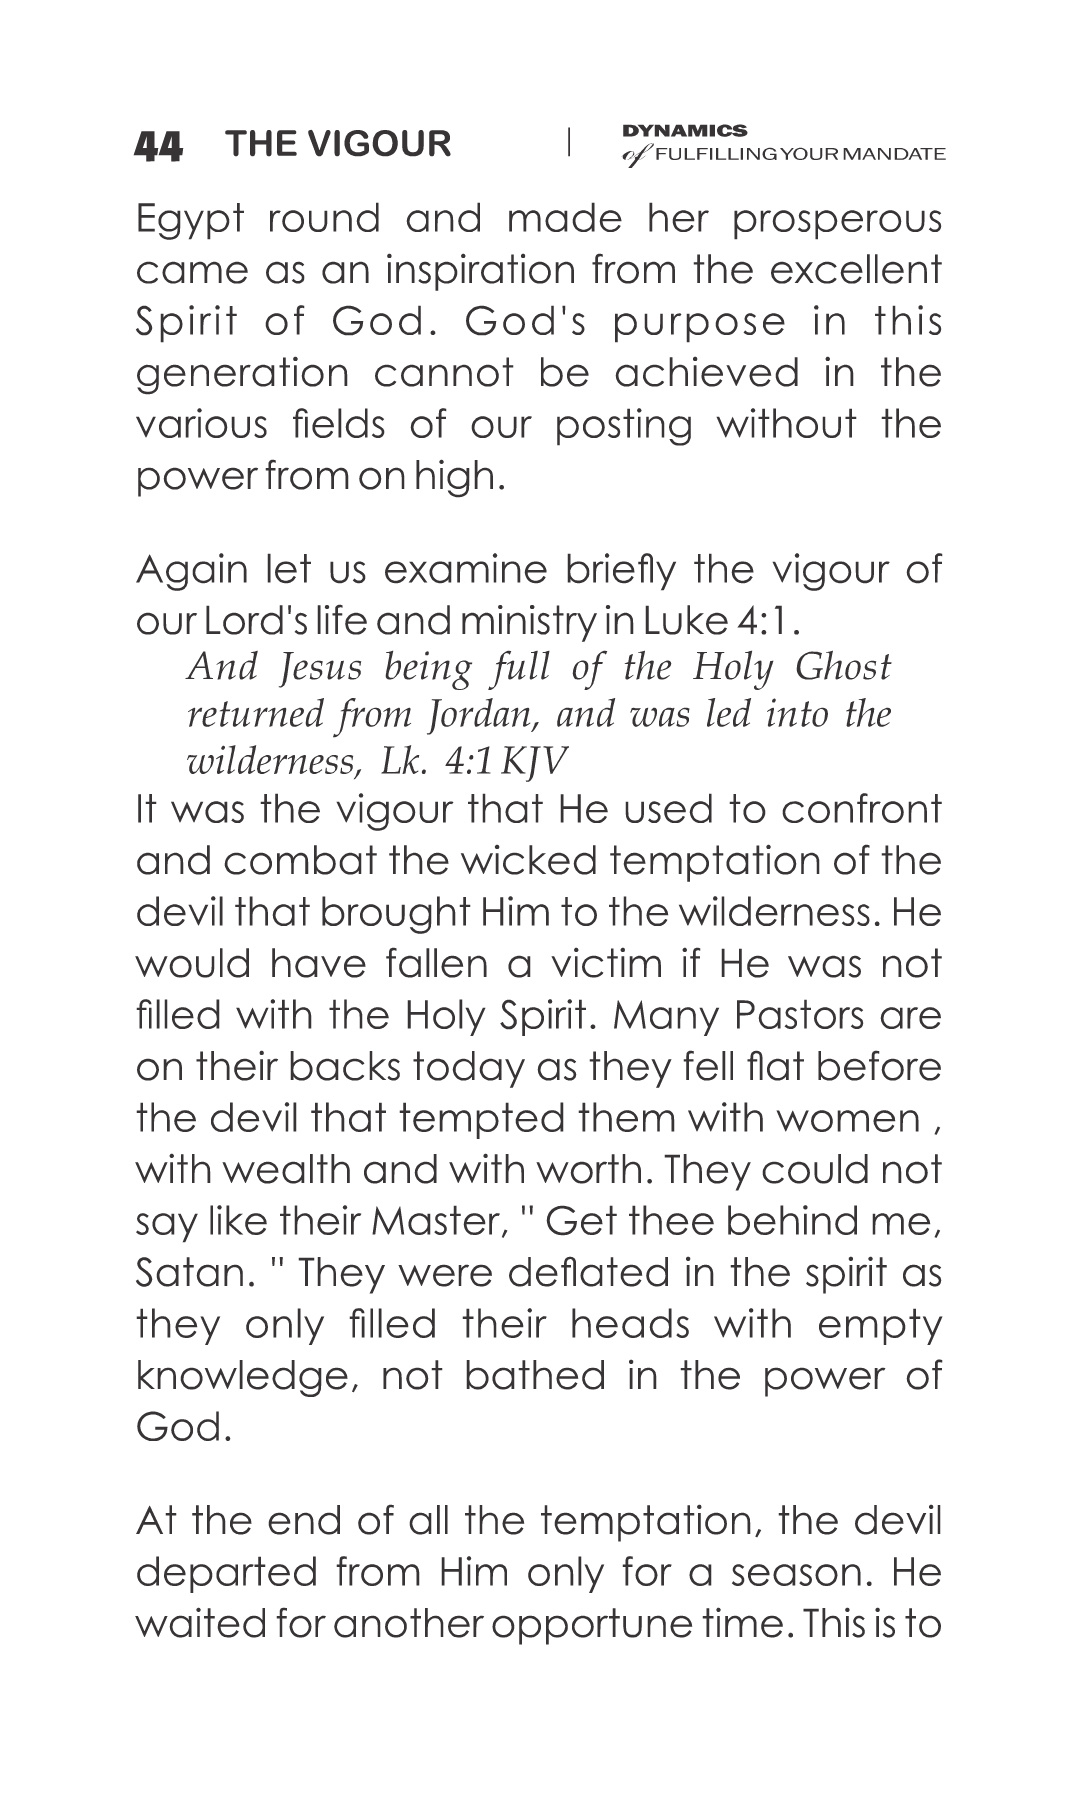 44 THE VIGOUR | DYNAMICS
of FULFILLING YOUR MANDATE
Egypt round and made her prosperous
came as an inspiration from the excellent
Spirit of God. God's purpose in this
generation cannot be achieved in the
various fields of our posting without the
power from on high.
Again let us examine briefly the vigour of
our Lord's life and ministry in Luke 4:1.
And Jesus being full of the Holy Ghost
returned from Jordan, and was led into the
wilderness, Lk. 4:1 KJV
It was the vigour that He used to confront
and combat the wicked temptation of the
devil that brought Him to the wilderness. He
would have fallen a victim if He was not
filled with the Holy Spirit. Many Pastors are
on their backs today as they fell flat before
the devil that tempted them with women ,
with wealth and with worth. They could not
say like their Master, " Get thee behind me,
Satan. " They were deflated in the spirit as
they only filled their heads with empty
knowledge, not bathed in the power of
God.
At the end of all the temptation, the devil
departed from Him only for a season. He
waited for another opportune time. This is to